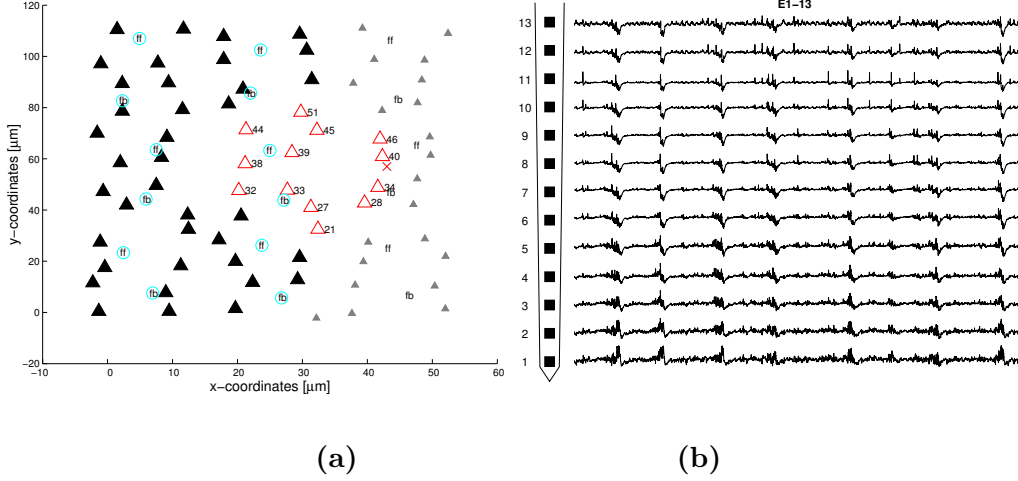 E1−13
120
100
80
60
40
20
0
−20
−10
0
10
20
30
40
50
60
x−coordinates [μm]
y−coordinates [μm]
ff
ff
ff
fb
fb
fb
51
44
45
46
ff
ff
ff
39
40
38
32
33
34
fb
fb
fb
28
27
21
ff
ff
ff
fb
fb
fb
13
12
11
10
9
8
7
6
5
4
3
2
1
(a)
(b)